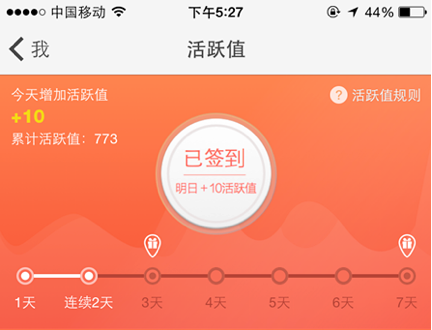 中国移动 下午5:27 44%
我 活跃值
今天增加活跃值 ? 活跃值规则
+10
累计活跃值：773
已签到
明日+10活跃值
1天 连续2天 3天 4天 5天 6天 7天